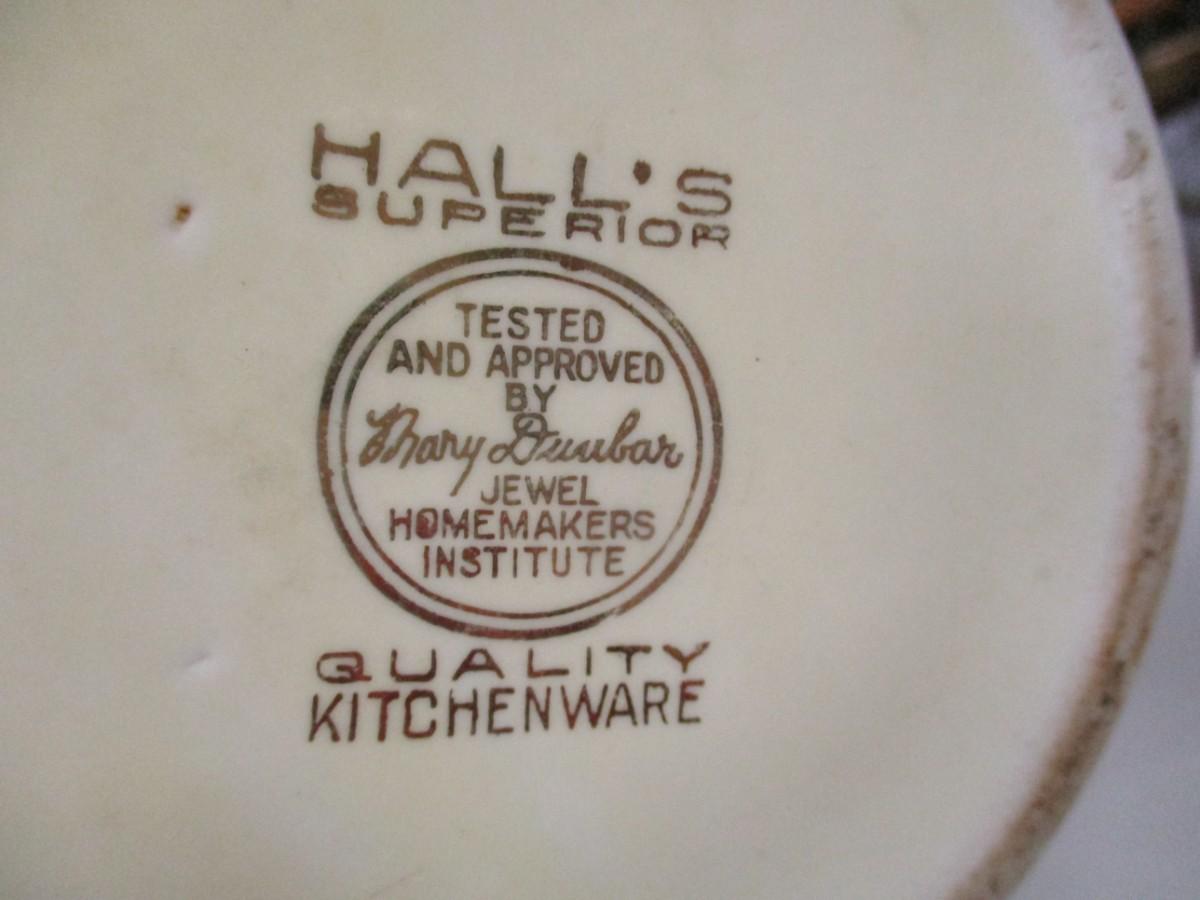 HALL'S
SUPERIOR
TESTED
AND APPROVED
BY
Mary Dunbar
JEWEL
HOMEMAKERS
INSTITUTE
QUALITY
KITCHENWARE